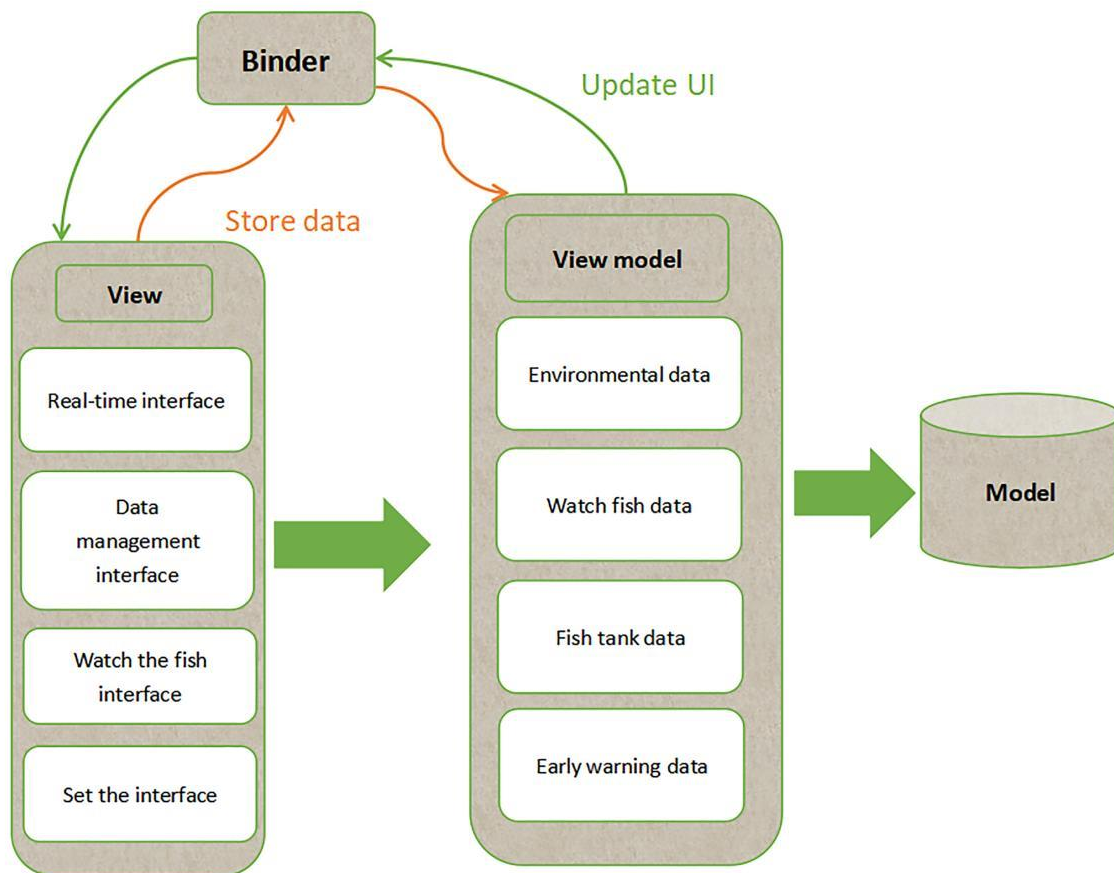 Binder
Update UI
Store data
View
Real-time interface
Data
management
interface
Watch the fish
interface
Set the interface
View model
Environmental data
Watch fish data
Fish tank data
Early warning data
Model